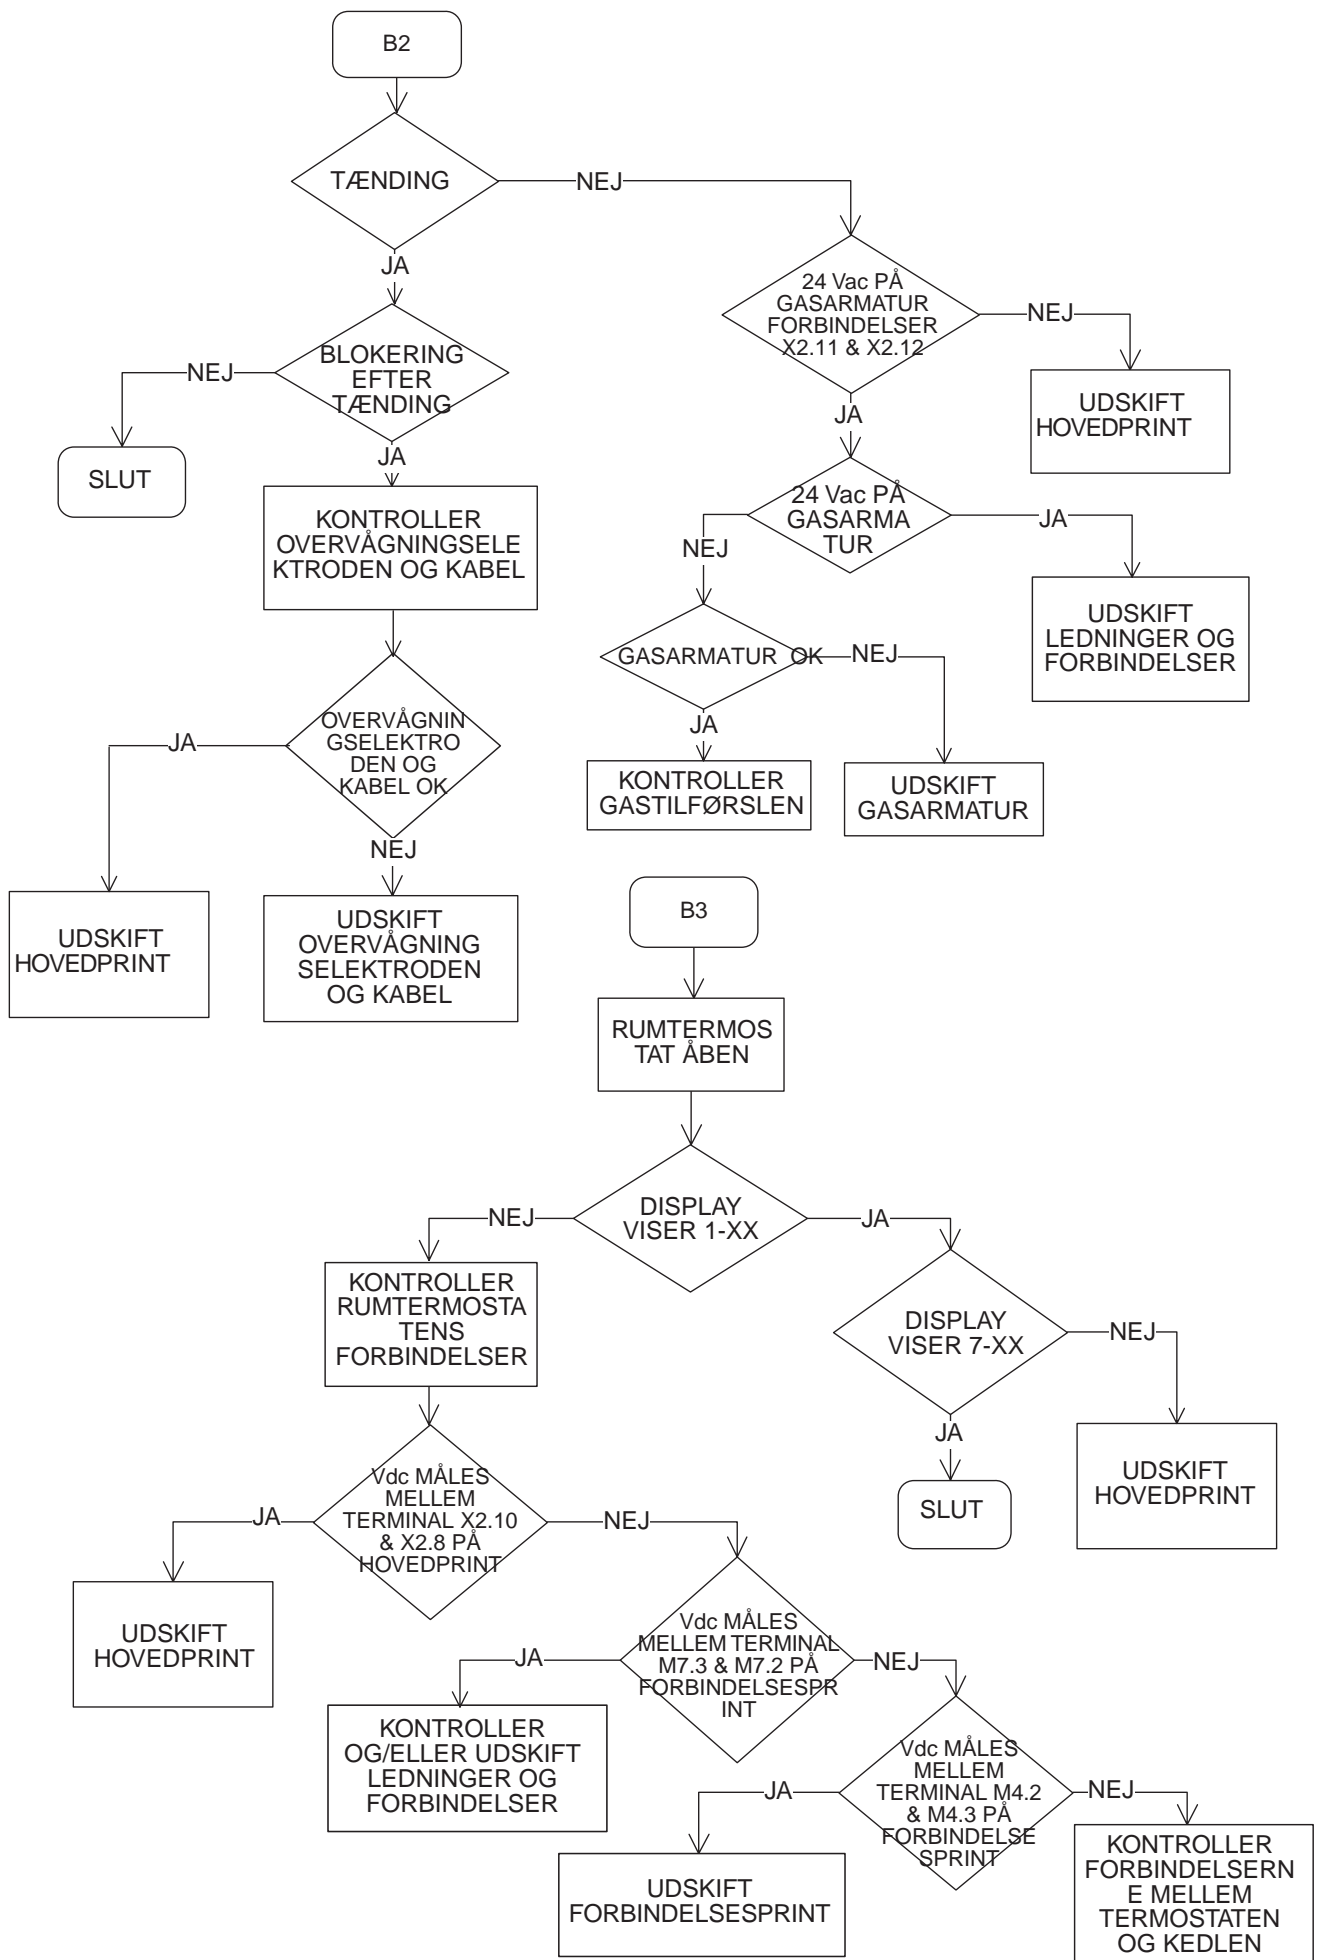 B2
TÆNDING
NEJ
JA
24 Vac PÅ
GASARMATUR
FORBINDELSER
X2.11 & X2.12
NEJ
BLOKERING
EFTER
TÆNDING
NEJ
UDSKIFT
HOVEDPRINT
JA
JA
SLUT
24 Vac PÅ
GASARMA
TUR
JA
NEJ
KONTROLLER
OVERVÅGNINGSELE
KTRODEN OG KABEL
UDSKIFT
LEDNINGER OG
FORBINDELSER
GASARMATUR OK
NEJ
OVERVÅGNIN
GSELEKTRO
DEN OG
KABEL OK
JA
JA
KONTROLLER
GASTILFØRSLEN
UDSKIFT
GASARMATUR
NEJ
UDSKIFT
HOVEDPRINT
UDSKIFT
OVERVÅGNING
SELEKTRODEN
OG KABEL
B3
RUMTERMOS
TAT ÅBEN
DISPLAY
VISER 1-XX
NEJ
JA
KONTROLLER
RUMTERMOSTA
TENS
FORBINDELSER
DISPLAY
VISER 7-XX
NEJ
JA
SLUT
UDSKIFT
HOVEDPRINT
Vdc MÅLES
MELLEM
TERMINAL X2.10
& X2.8 PÅ
HOVEDPRINT
JA
NEJ
UDSKIFT
HOVEDPRINT
Vdc MÅLES
MELLEM TERMINAL
M7.3 & M7.2 PÅ
FORBINDELSESPR
INT
JA
NEJ
KONTROLLER
OG/ELLER UDSKIFT
LEDNINGER OG
FORBINDELSER
Vdc MÅLES
MELLEM
TERMINAL M4.2
& M4.3 PÅ
FORBINDELSE
SPRINT
JA
NEJ
UDSKIFT
FORBINDELSESPRINT
KONTROLLER
FORBINDELSERN
E MELLEM
TERMOSTATEN
OG KEDLEN